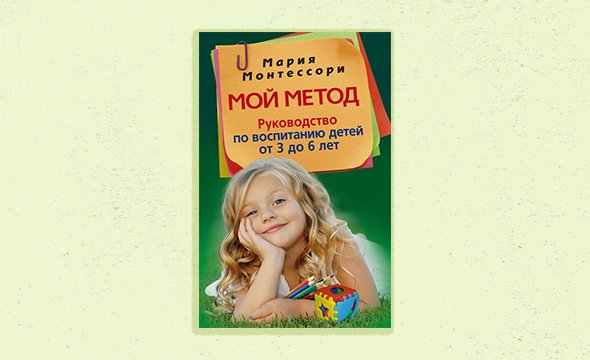 Мария
Монтессори
МОЙ МЕТОД
Руководство
по воспитанию детей
от 3 до 6 лет